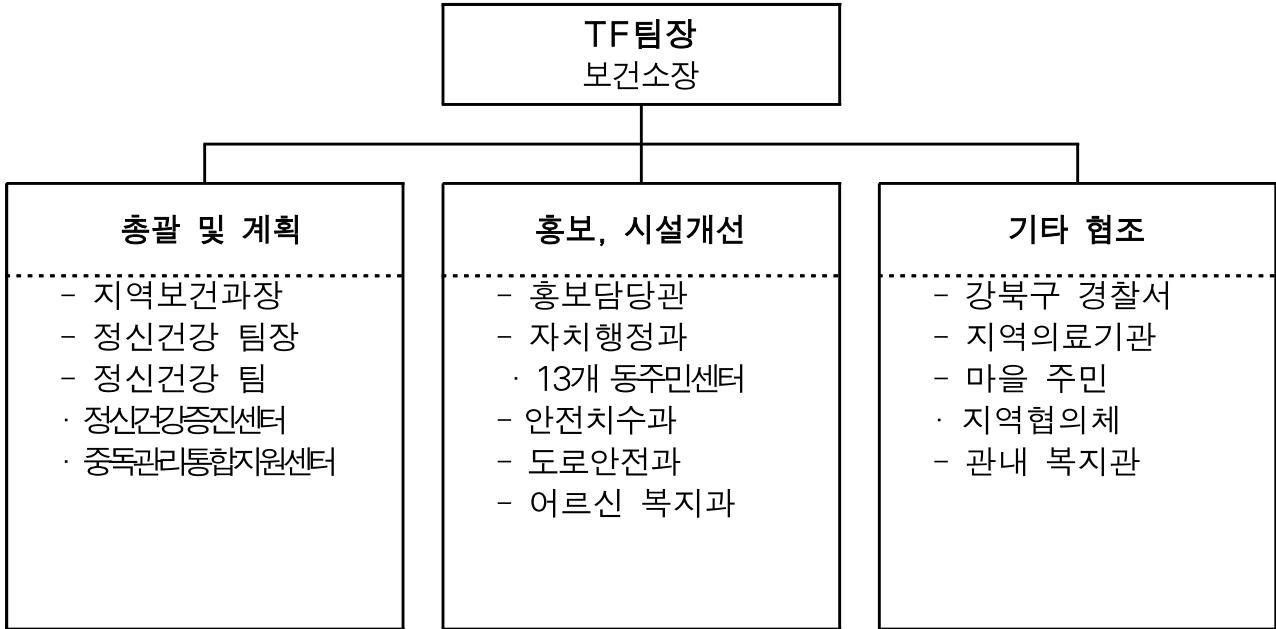 TF팀장
보건소장
총괄 및 계획
- 지역보건과장
- 정신건강 팀장
- 정신건강 팀
· 정신건강증진센터
· 중독관리통합지원센터
홍보, 시설개선
- 홍보담당관
- 자치행정과
· 13개 동주민센터
- 안전치수과
- 도로안전과
- 어르신 복지과
기타 협조
- 강북구 경찰서
- 지역의료기관
- 마을 주민
· 지역협의체
- 관내 복지관